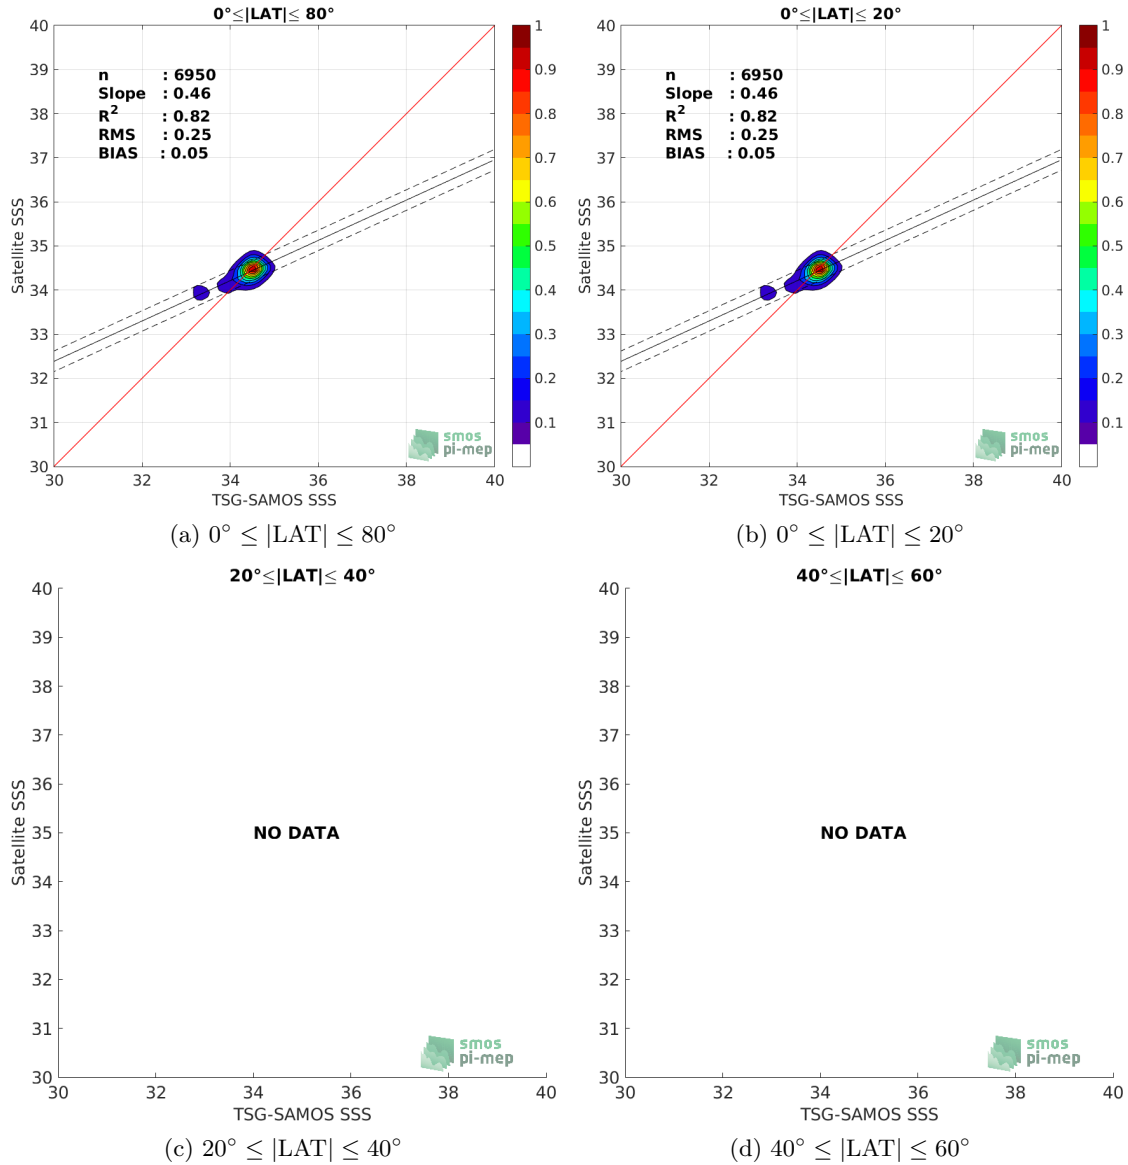 0°≤|LAT|≤ 80°
40
39
38
37
36
35
34
33
32
31
30
Satellite SSS
n : 6950
Slope : 0.46
R² : 0.82
RMS : 0.25
BIAS : 0.05
smos
pi-mep
30 32 34 36 38 40
TSG-SAMOS SSS
1
0.9
0.8
0.7
0.6
0.5
0.4
0.3
0.2
0.1
(a) 0° ≤ |LAT| ≤ 80°
0°≤|LAT|≤ 20°
40
39
38
37
36
35
34
33
32
31
30
Satellite SSS
n : 6950
Slope : 0.46
R² : 0.82
RMS : 0.25
BIAS : 0.05
smos
pi-mep
30 32 34 36 38 40
TSG-SAMOS SSS
1
0.9
0.8
0.7
0.6
0.5
0.4
0.3
0.2
0.1
(b) 0° ≤ |LAT| ≤ 20°
20°≤|LAT|≤ 40°
40
39
38
37
36
35
34
33
32
31
30
Satellite SSS
NO DATA
smos
pi-mep
30 32 34 36 38 40
TSG-SAMOS SSS
(c) 20° ≤ |LAT| ≤ 40°
40°≤|LAT|≤ 60°
40
39
38
37
36
35
34
33
32
31
30
Satellite SSS
NO DATA
smos
pi-mep
30 32 34 36 38 40
TSG-SAMOS SSS
(d) 40° ≤ |LAT| ≤ 60°